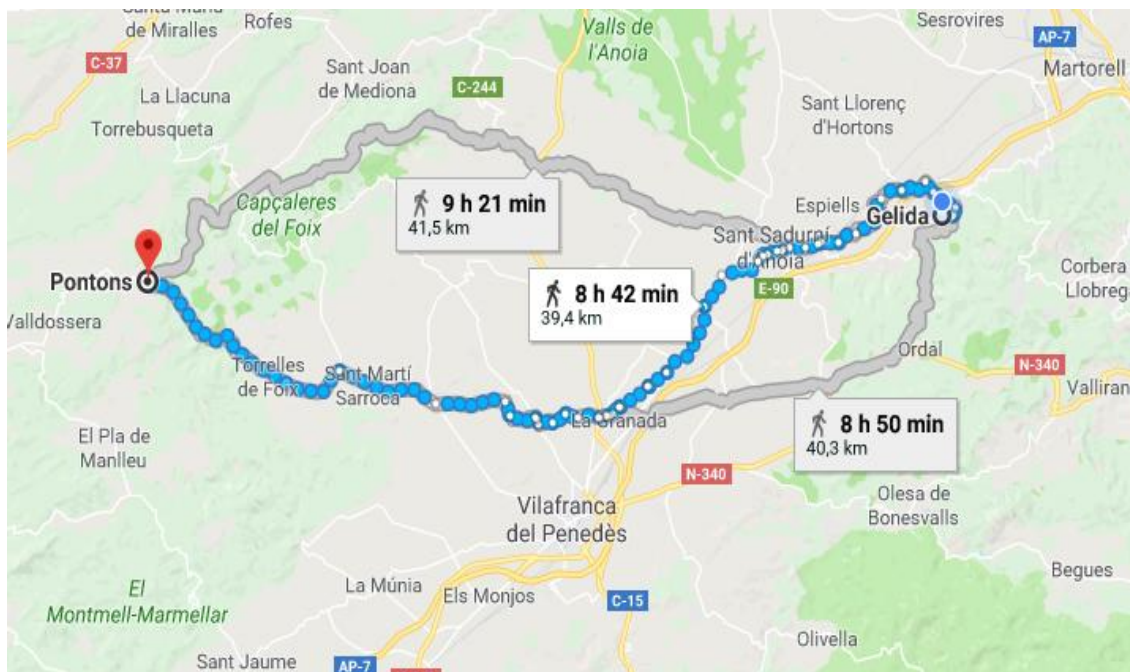 Santa Maria
de Miralles
Rofes
Valls de
l'Anoia
Sesrovires
AP-7
Martorell
C-37
Sant Joan
de Mediona
C-244
La Llacuna
Torrebusqueta
Sant Llorenç
d'Hortons
9 h 21 min
41,5 km
Capçaleres
del Foix
Espiells
Gelida
Sant Sadurní
d'Anoia
Pontons
8 h 42 min
39,4 km
E-90
Corbera
Llobrega
Valldossera
Ordal
N-340
Torrelles
de Foix
Sant Martí
Sarroca
Valliran
La Granada
8 h 50 min
40,3 km
El Pla de
Manlleu
N-340
Olesa de
Bonesvalls
Vilafranca
del Penedès
Begues
El
Montmell-Marmellar
La Múnia
Els Monjos
C-15
Olivella
Sant Jaume
AP-7